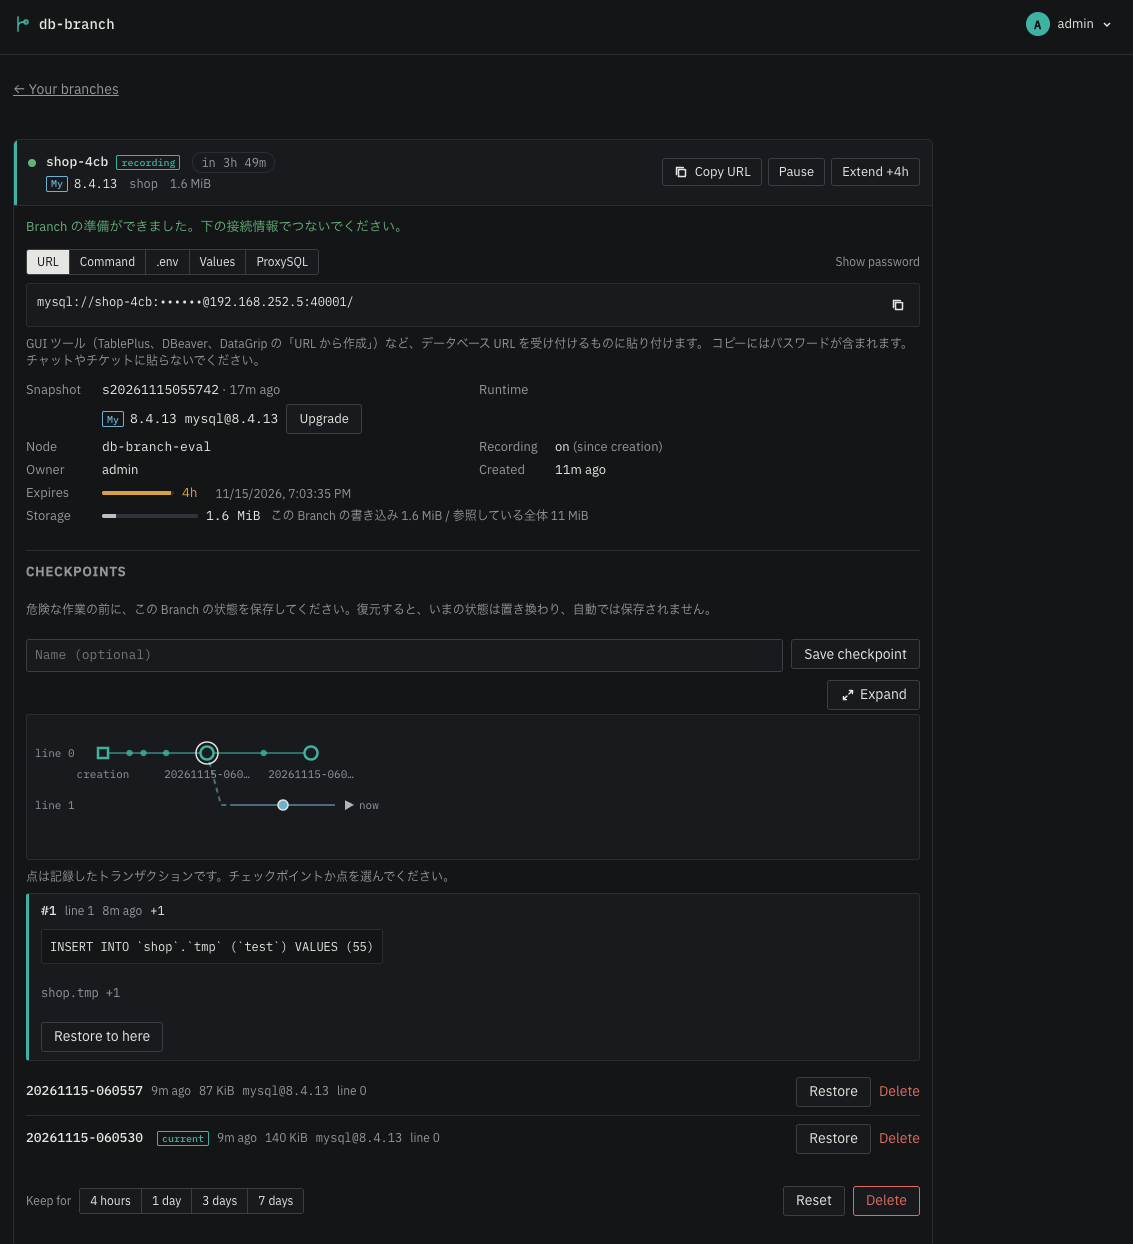 db-branch
A admin
← Your branches
shop-4cb recording in 3h 49m
My 8.4.13 shop 1.6 MiB
Copy URL Pause Extend +4h
Branch の準備ができました。下の接続情報でつないでください。
URL Command .env Values ProxySQL Show password
mysql://shop-4cb:••••••@192.168.252.5:40001/
GUI ツール（TablePlus、DBeaver、DataGrip の「URL から作成」）など、データベース URL を受け付けるものに貼り付けます。 コピーにはパスワードが含まれます。
チャットやチケットに貼らないでください。
Snapshot s20261115055742 · 17m ago Runtime
My 8.4.13 mysql@8.4.13 Upgrade
Node db-branch-eval Recording on (since creation)
Owner admin Created 11m ago
Expires 4h 11/15/2026, 7:03:35 PM
Storage 1.6 MiB この Branch の書き込み 1.6 MiB / 参照している全体 11 MiB
CHECKPOINTS
危険な作業の前に、この Branch の状態を保存してください。復元すると、いまの状態は置き換わり、自動では保存されません。
Name (optional) Save checkpoint
Expand
line 0
creation 20261115-060… 20261115-060…
line 1 now
点は記録したトランザクションです。チェックポイントか点を選んでください。
#1 line 1 8m ago +1
INSERT INTO `shop`.`tmp` (`test`) VALUES (55)
shop.tmp +1
Restore to here
20261115-060557 9m ago 87 KiB mysql@8.4.13 line 0 Restore Delete
20261115-060530 current 9m ago 140 KiB mysql@8.4.13 line 0 Restore Delete
Keep for 4 hours 1 day 3 days 7 days Reset Delete